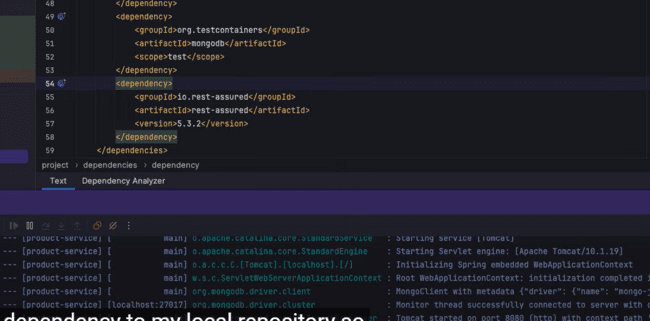 48 </dependency>
49 <dependency>
50 <groupId>org.testcontainers</groupId>
51 <artifactId>mongodb</artifactId>
52 <scope>test</scope>
53 </dependency>
54 <dependency>
55 <groupId>io.rest-assured</groupId>
56 <artifactId>rest-assured</artifactId>
57 <version>5.3.2</version>
58 </dependency>
59 </dependencies>
project › dependencies › dependency
Text Dependency Analyzer
--- [product-service] [ main] o.apache.catalina.core.StandardService : Starting service [Tomcat]
--- [product-service] [ main] o.apache.catalina.core.StandardEngine : Starting Servlet engine: [Apache Tomcat/10.1.19]
--- [product-service] [ main] o.a.c.c.C.[Tomcat].[localhost].[/] : Initializing Spring embedded WebApplicationContext
--- [product-service] [ main] w.s.c.ServletWebServerApplicationContext : Root WebApplicationContext: initialization completed i
--- [product-service] [ main] org.mongodb.driver.client : MongoClient with metadata {"driver": {"name": "mongo-j
--- [product-service] [localhost:27017] org.mongodb.driver.cluster : Monitor thread successfully connected to server with
: Tomcat started on port 8080 (http) with context path '
dependency to my local repository so